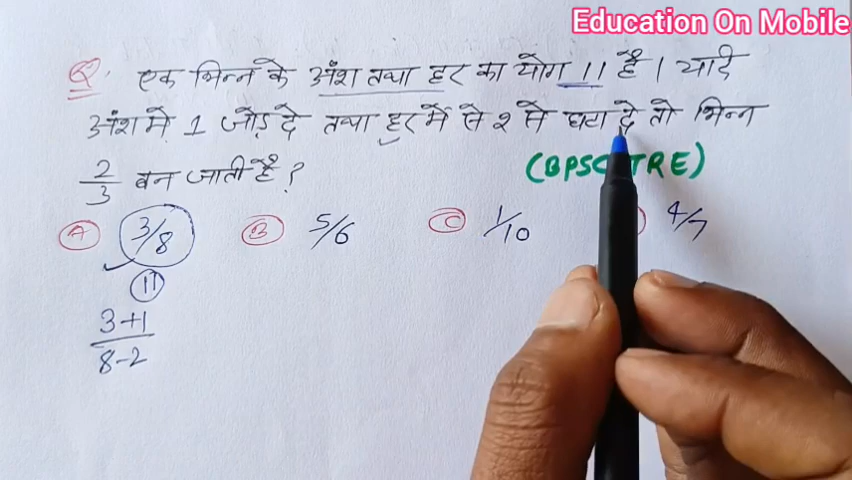 Education On Mobile
Q. एक भिन्न के अंश तथा हर का योग 11 है । यदि
अंश मे 1 जोड़ दे तथा हर में से 2 से घटा दे तो भिन्न
2/3 बन जाती है ?
(BPSC TRE)
A 3/8 B 5/6 C 1/10 4/7
11
3+1
8-2